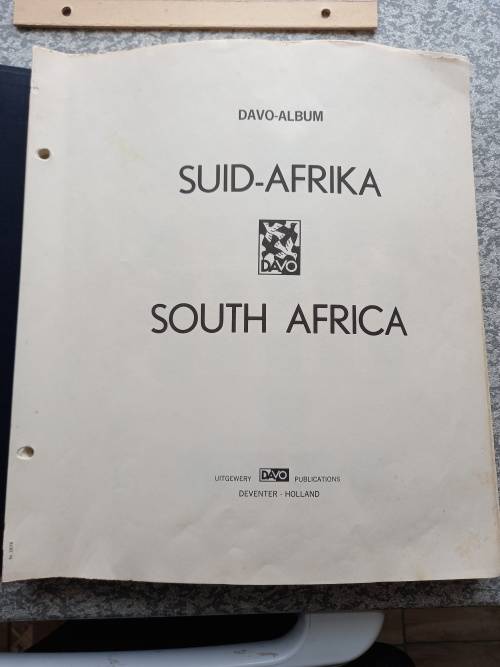 DAVO-ALBUM
SUID-AFRIKA
DAVO
SOUTH AFRICA
UITGEWERY DAVO PUBLICATIONS
DEVENTER - HOLLAND